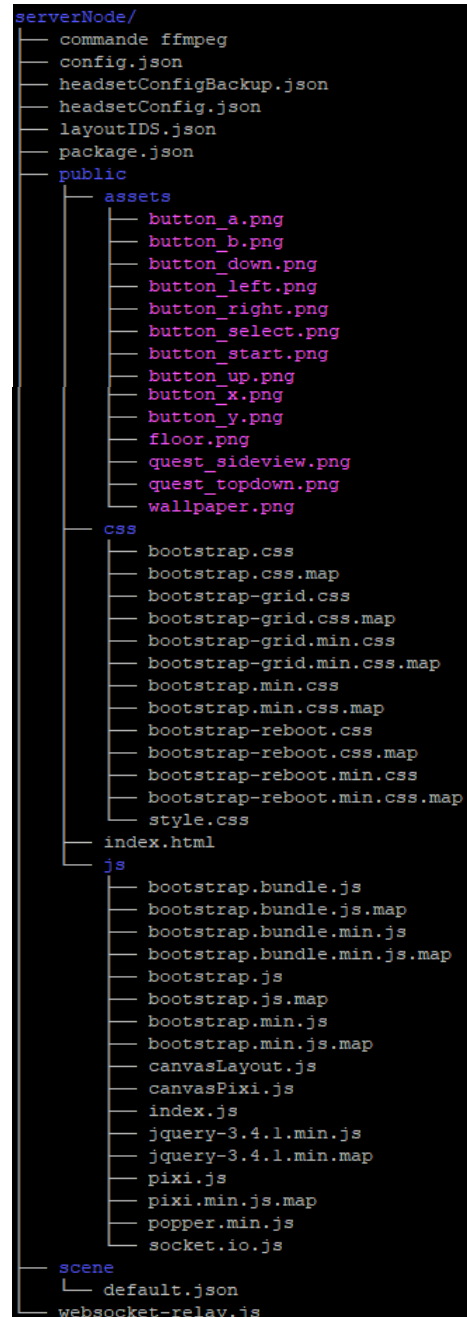 serverNode/
├── commande ffmpeg
├── config.json
├── headsetConfigBackup.json
├── headsetConfig.json
├── layoutIDS.json
├── package.json
├── public
│   ├── assets
│   │   ├── button_a.png
│   │   ├── button_b.png
│   │   ├── button_down.png
│   │   ├── button_left.png
│   │   ├── button_right.png
│   │   ├── button_select.png
│   │   ├── button_start.png
│   │   ├── button_up.png
│   │   ├── button_x.png
│   │   ├── button_y.png
│   │   ├── floor.png
│   │   ├── quest_sideview.png
│   │   ├── quest_topdown.png
│   │   └── wallpaper.png
│   ├── css
│   │   ├── bootstrap.css
│   │   ├── bootstrap.css.map
│   │   ├── bootstrap-grid.css
│   │   ├── bootstrap-grid.css.map
│   │   ├── bootstrap-grid.min.css
│   │   ├── bootstrap-grid.min.css.map
│   │   ├── bootstrap.min.css
│   │   ├── bootstrap.min.css.map
│   │   ├── bootstrap-reboot.css
│   │   ├── bootstrap-reboot.css.map
│   │   ├── bootstrap-reboot.min.css
│   │   ├── bootstrap-reboot.min.css.map
│   │   └── style.css
│   ├── index.html
│   └── js
│       ├── bootstrap.bundle.js
│       ├── bootstrap.bundle.js.map
│       ├── bootstrap.bundle.min.js
│       ├── bootstrap.bundle.min.js.map
│       ├── bootstrap.js
│       ├── bootstrap.js.map
│       ├── bootstrap.min.js
│       ├── bootstrap.min.js.map
│       ├── canvasLayout.js
│       ├── canvasPixi.js
│       ├── index.js
│       ├── jquery-3.4.1.min.js
│       ├── jquery-3.4.1.min.map
│       ├── pixi.js
│       ├── pixi.min.js.map
│       ├── popper.min.js
│       └── socket.io.js
├── scene
│   └── default.json
└── websocket-relay.js